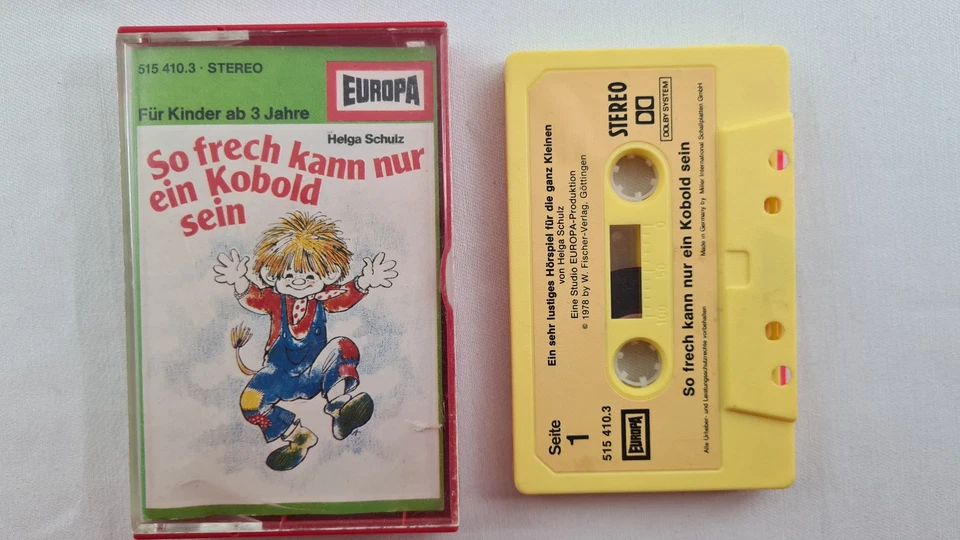 515 410.3 · STEREO
EUROPA
Für Kinder ab 3 Jahre
Helga Schulz
So frech kann nur
ein Kobold
sein
Seite
1
515 410.3
EUROPA
STEREO
DOLBY SYSTEM
Ein sehr lustiges Hörspiel für die ganz Kleinen
von Helga Schulz
Eine Studio EUROPA-Produktion
© 1978 by W. Fischer-Verlag, Göttingen
100 50 0
So frech kann nur ein Kobold sein
Alle Urheber- und Leistungsschutzrechte vorbehalten
Made in Germany by Miller International Schallplatten GmbH